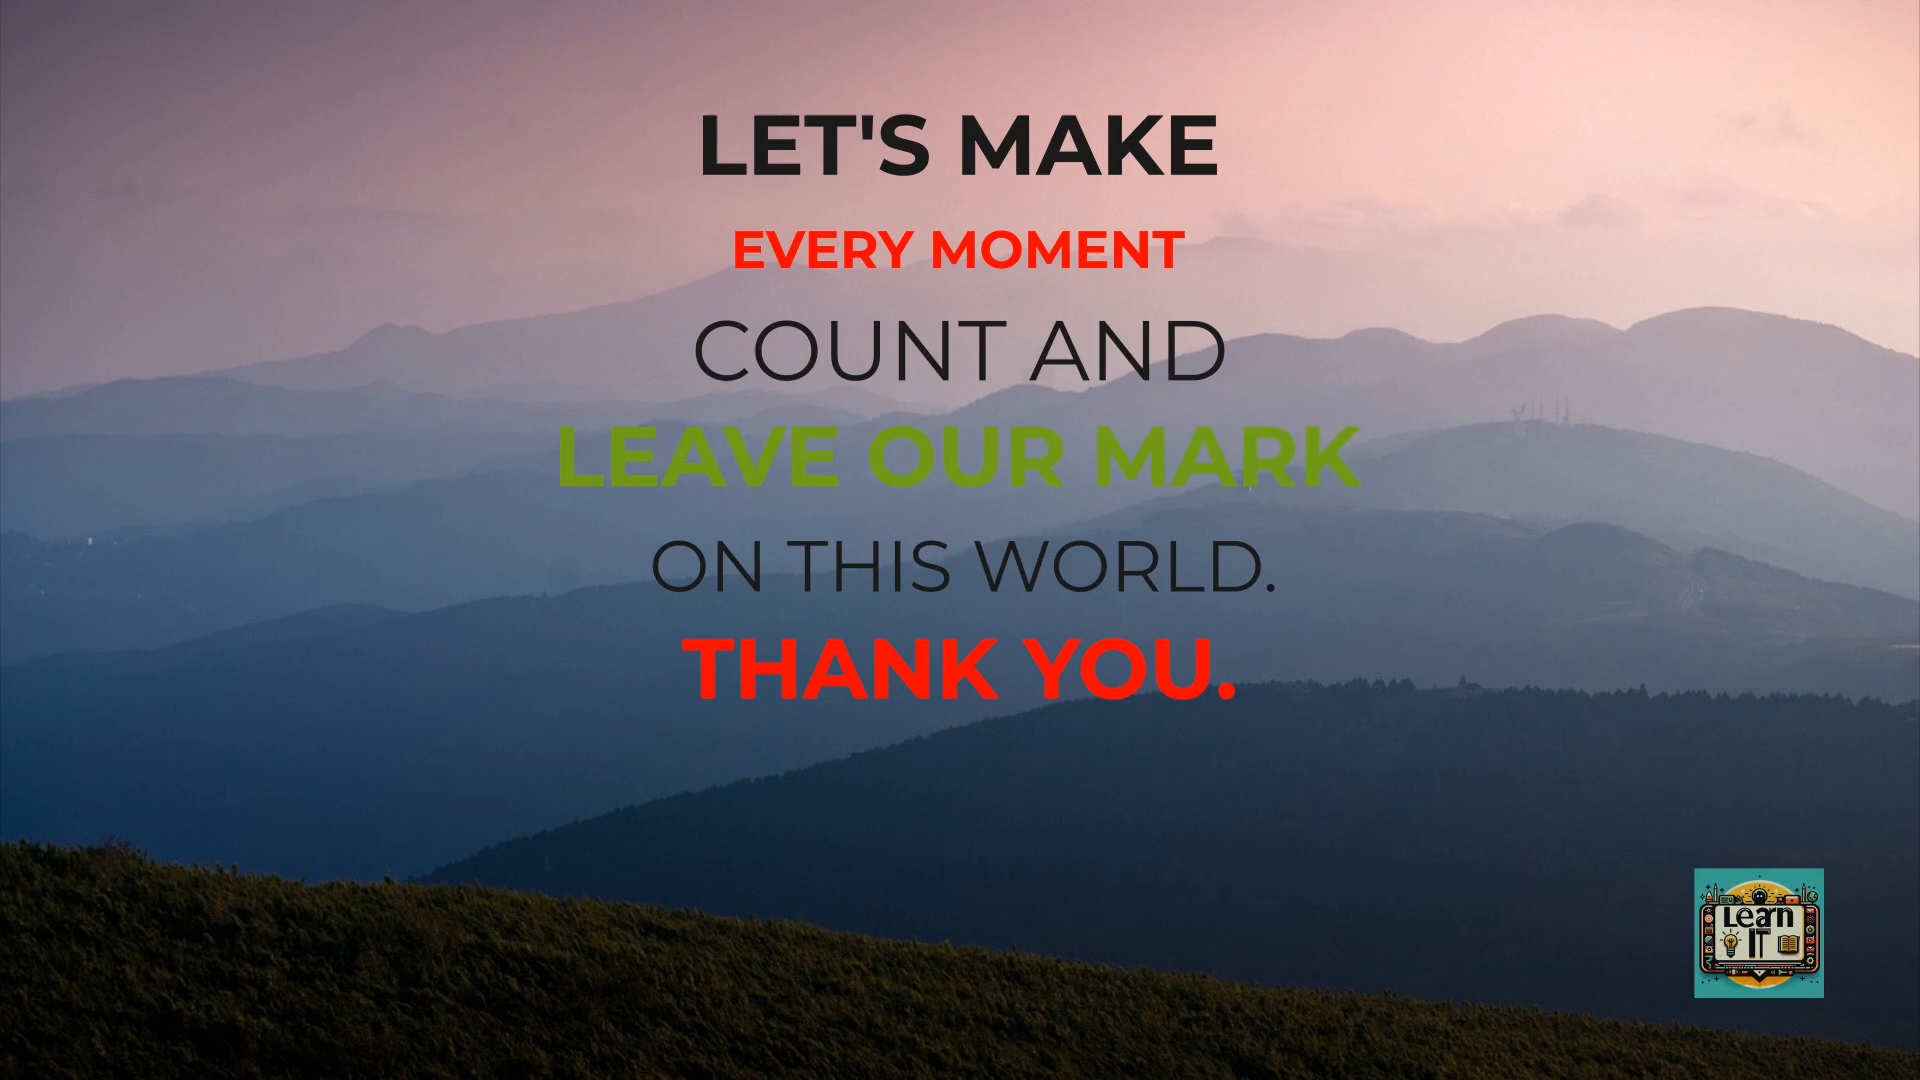 LET'S MAKE
EVERY MOMENT
COUNT AND
LEAVE OUR MARK
ON THIS WORLD.
THANK YOU.
Learn
IT